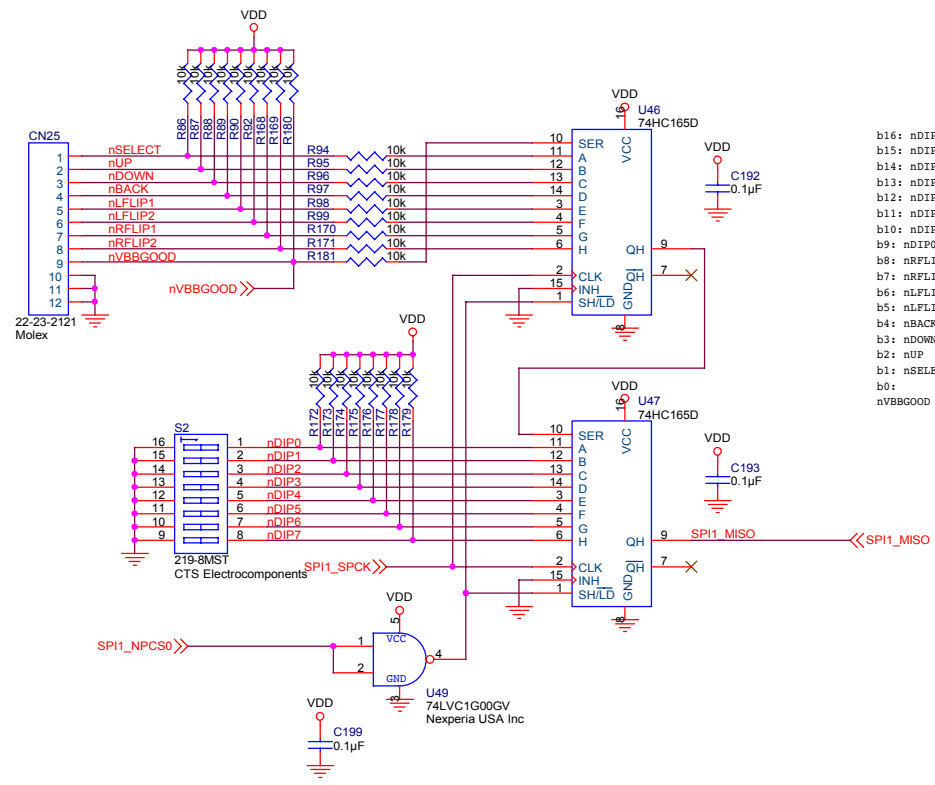 VDD
10k
10k
10k
10k
10k
10k
10k
10k
10k
R86
R87
R88
R89
R90
R92
R168
R169
R180
CN25
1
2
3
4
5
6
7
8
9
10
11
12
22-23-2121
Molex
nSELECT
nUP
nDOWN
nBACK
nLFLIP1
nLFLIP2
nRFLIP1
nRFLIP2
nVBBGOOD
nVBBGOOD
R94 10k
R95 10k
R96 10k
R97 10k
R98 10k
R99 10k
R170 10k
R171 10k
R181 10k
VDD
U46
74HC165D
16
VCC
10 SER
11 A
12 B
13 C
14 D
3 E
4 F
5 G
6 H
QH 9
2 CLK
QH 7
15 INH
1 SH/LD
GND
8
VDD
C192
0.1µF
b16: nDIP
b15: nDIP
b14: nDIP
b13: nDIP
b12: nDIP
b11: nDIP
b10: nDIP
b9: nDIP0
b8: nRFLI
b7: nRFLI
b6: nLFLI
b5: nLFLI
b4: nBACK
b3: nDOWN
b2: nUP
b1: nSELE
b0:
nVBBGOOD
VDD
10k
10k
10k
10k
10k
10k
10k
10k
R172
R173
R174
R175
R176
R177
R178
R179
S2
16 1 nDIP0
15 2 nDIP1
14 3 nDIP2
13 4 nDIP3
12 5 nDIP4
11 6 nDIP5
10 7 nDIP6
9 8 nDIP7
219-8MST
CTS Electrocomponents
VDD
U47
74HC165D
16
VCC
10 SER
11 A
12 B
13 C
14 D
3 E
4 F
5 G
6 H
QH 9
2 CLK
QH 7
15 INH
1 SH/LD
GND
8
VDD
C193
0.1µF
SPI1_MISO
SPI1_MISO
SPI1_SPCK
SPI1_NPCS0
VDD
5
VCC
1
2
4
GND
3
U49
74LVC1G00GV
Nexperia USA Inc
VDD
C199
0.1µF